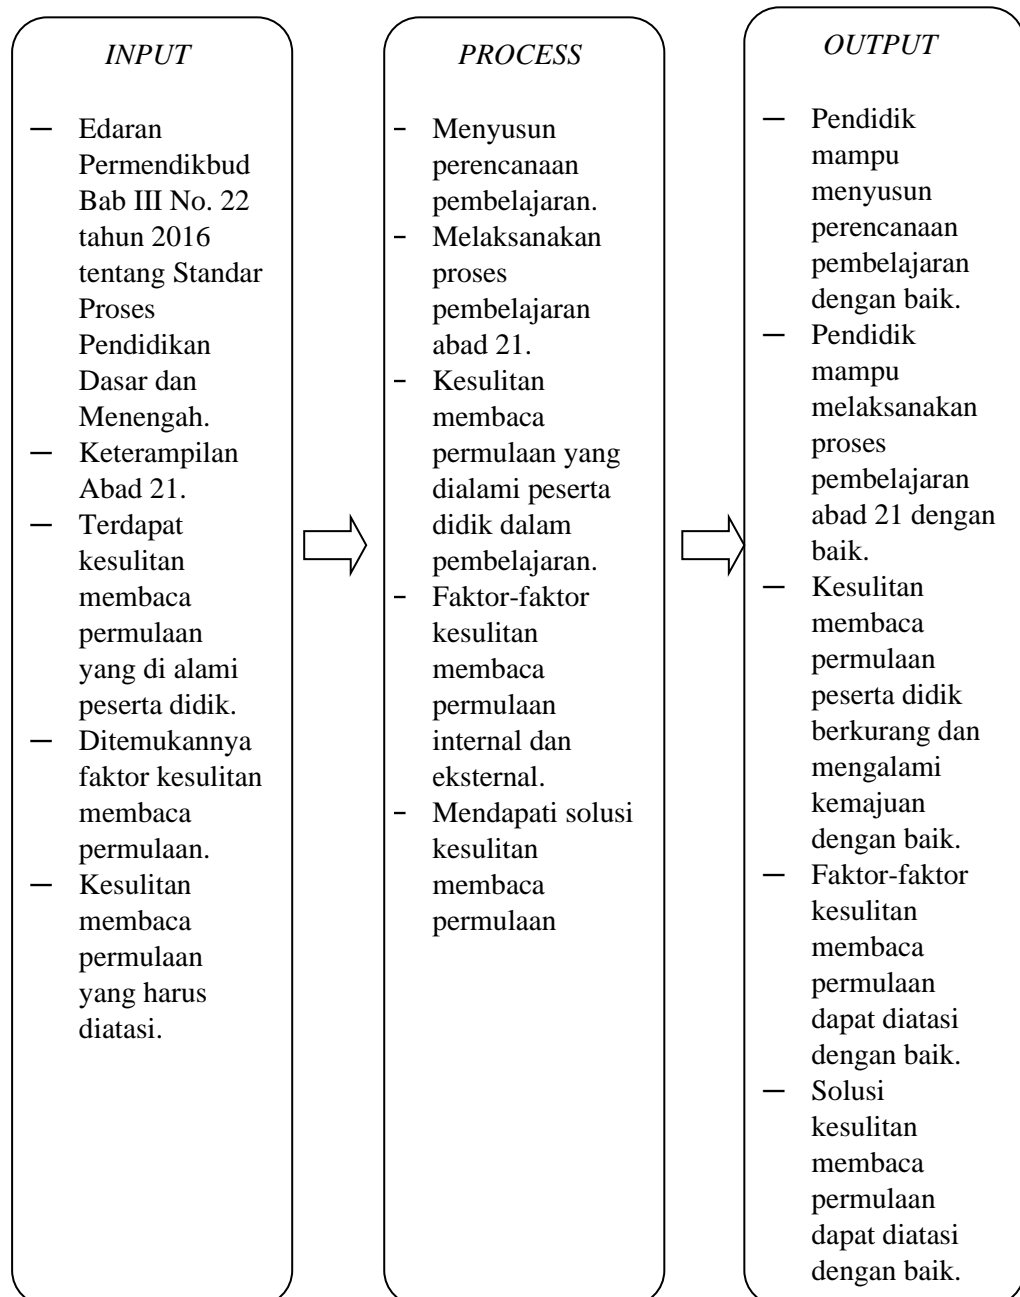 INPUT
— Edaran
Permendikbud
Bab III No. 22
tahun 2016
tentang Standar
Proses
Pendidikan
Dasar dan
Menengah.
— Keterampilan
Abad 21.
— Terdapat
kesulitan
membaca
permulaan
yang di alami
peserta didik.
— Ditemukannya
faktor kesulitan
membaca
permulaan.
— Kesulitan
membaca
permulaan
yang harus
diatasi.
PROCESS
- Menyusun
perencanaan
pembelajaran.
- Melaksanakan
proses
pembelajaran
abad 21.
- Kesulitan
membaca
permulaan yang
dialami peserta
didik dalam
pembelajaran.
- Faktor-faktor
kesulitan
membaca
permulaan
internal dan
eksternal.
- Mendapati solusi
kesulitan
membaca
permulaan
OUTPUT
— Pendidik
mampu
menyusun
perencanaan
pembelajaran
dengan baik.
— Pendidik
mampu
melaksanakan
proses
pembelajaran
abad 21 dengan
baik.
— Kesulitan
membaca
permulaan
peserta didik
berkurang dan
mengalami
kemajuan
dengan baik.
— Faktor-faktor
kesulitan
membaca
permulaan
dapat diatasi
dengan baik.
— Solusi
kesulitan
membaca
permulaan
dapat diatasi
dengan baik.